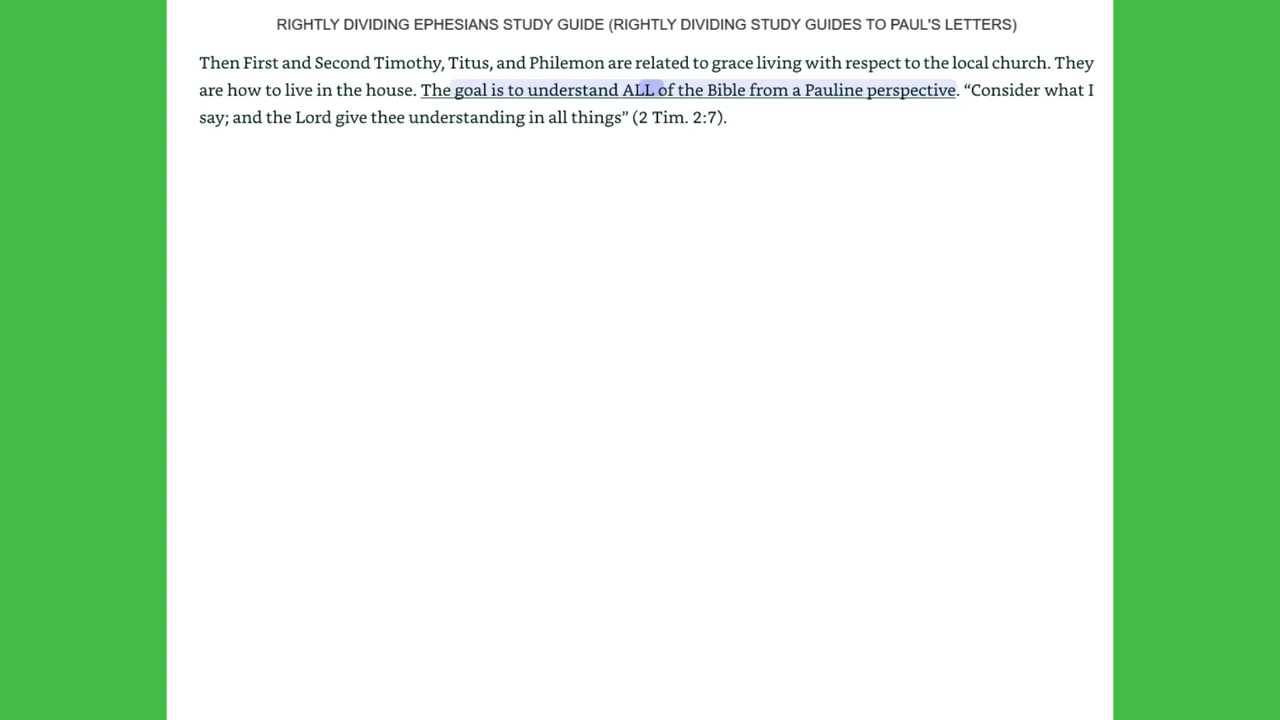 RIGHTLY DIVIDING EPHESIANS STUDY GUIDE (RIGHTLY DIVIDING STUDY GUIDES TO PAUL'S LETTERS)
Then First and Second Timothy, Titus, and Philemon are related to grace living with respect to the local church. They
are how to live in the house. The goal is to understand ALL of the Bible from a Pauline perspective. “Consider what I
say; and the Lord give thee understanding in all things” (2 Tim. 2:7).